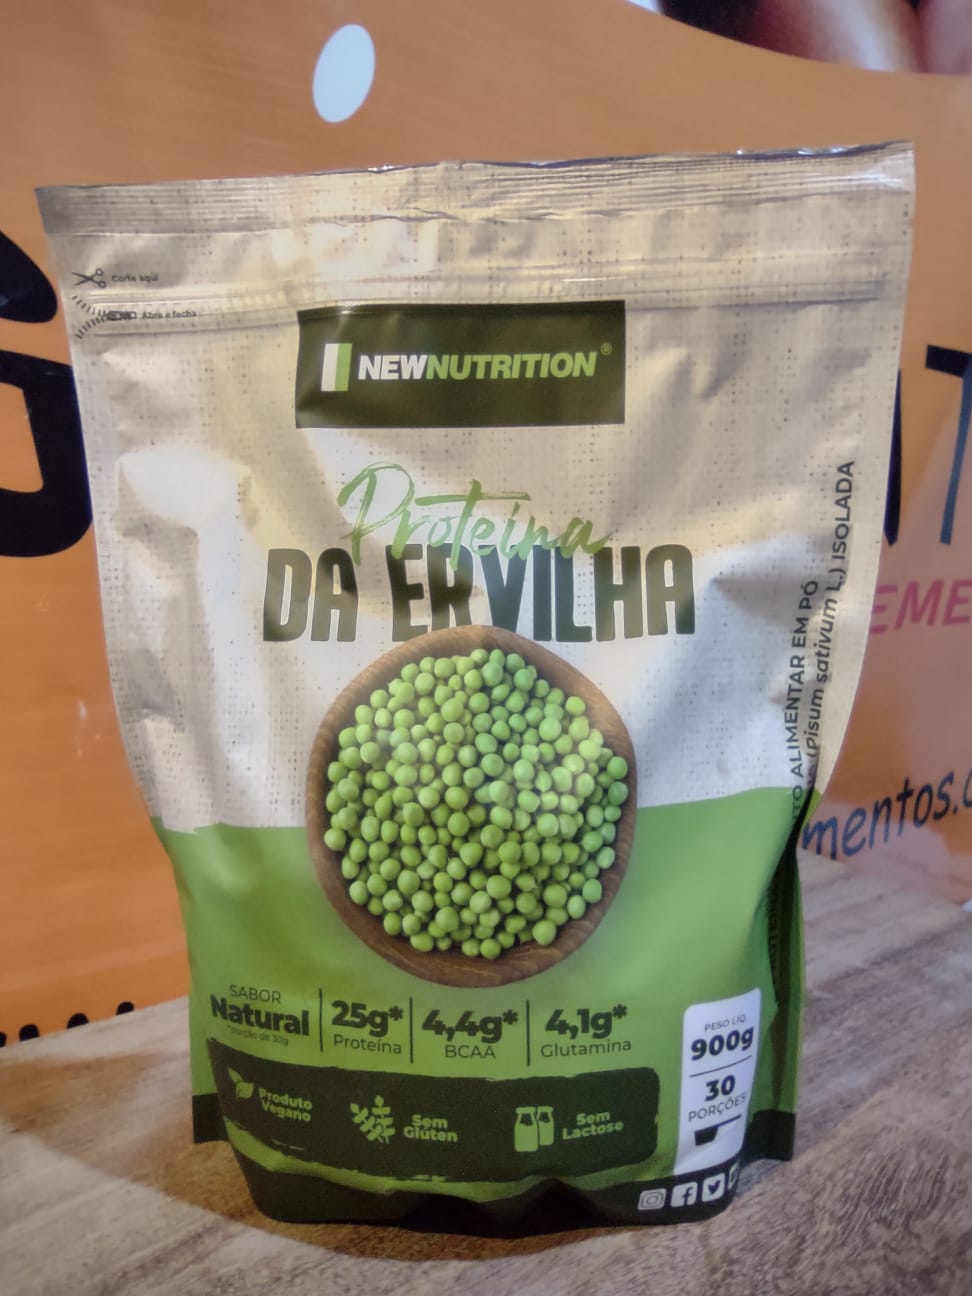 Corte aqui
Abre e fecha
NEWNUTRITION®
Proteína
DA ERVILHA
ALIMENTAR EM PÓ
(Pisum sativum L.) ISOLADA
EME
mentos.
SABOR
Natural
*porção de 30g
25g*
Proteína
4,4g*
BCAA
4,1g*
Glutamina
PESO LÍQ.
900g
30
PORÇÕES
Produto
Vegano
Sem
Glúten
Sem
Lactose